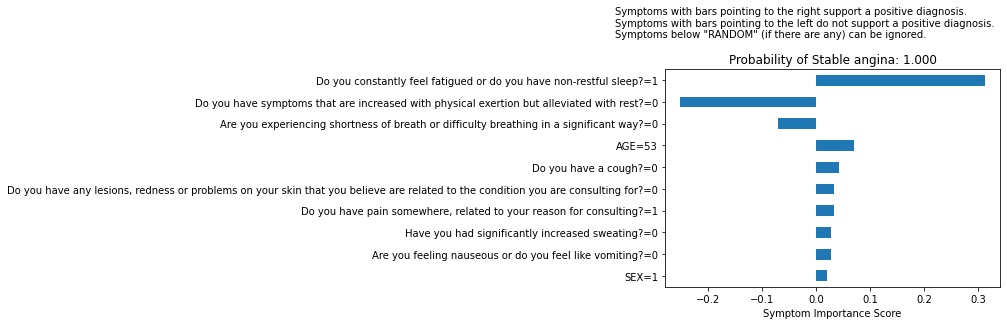 Symptoms with bars pointing to the right support a positive diagnosis.
Symptoms with bars pointing to the left do not support a positive diagnosis.
Symptoms below "RANDOM" (if there are any) can be ignored.
Probability of Stable angina: 1.000
Do you constantly feel fatigued or do you have non-restful sleep?=1
Do you have symptoms that are increased with physical exertion but alleviated with rest?=0
Are you experiencing shortness of breath or difficulty breathing in a significant way?=0
AGE=53
Do you have a cough?=0
Do you have any lesions, redness or problems on your skin that you believe are related to the condition you are consulting for?=0
Do you have pain somewhere, related to your reason for consulting?=1
Have you had significantly increased sweating?=0
Are you feeling nauseous or do you feel like vomiting?=0
SEX=1
−0.2 −0.1 0.0 0.1 0.2 0.3
Symptom Importance Score